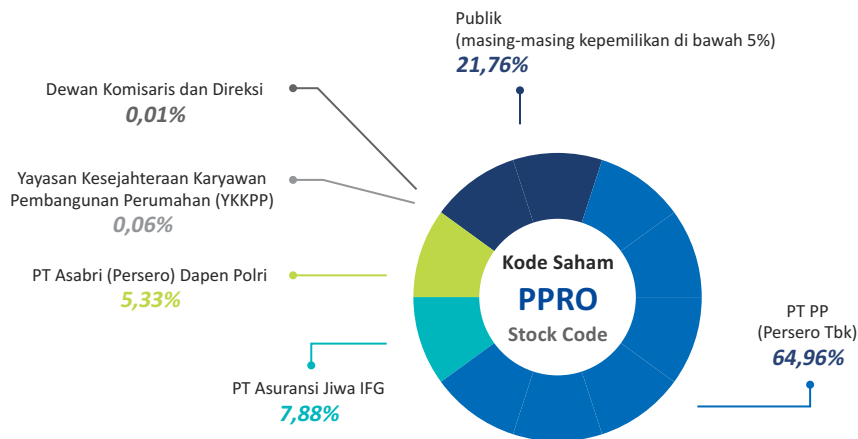 Publik
(masing-masing kepemilikan di bawah 5%)
21,76%
Dewan Komisaris dan Direksi
0,01%
Yayasan Kesejahteraan Karyawan
Pembangunan Perumahan (YKKPP)
0,06%
PT Asabri (Persero) Dapen Polri
5,33%
PT Asuransi Jiwa IFG
7,88%
Kode Saham
PPRO
Stock Code
PT PP
(Persero Tbk)
64,96%